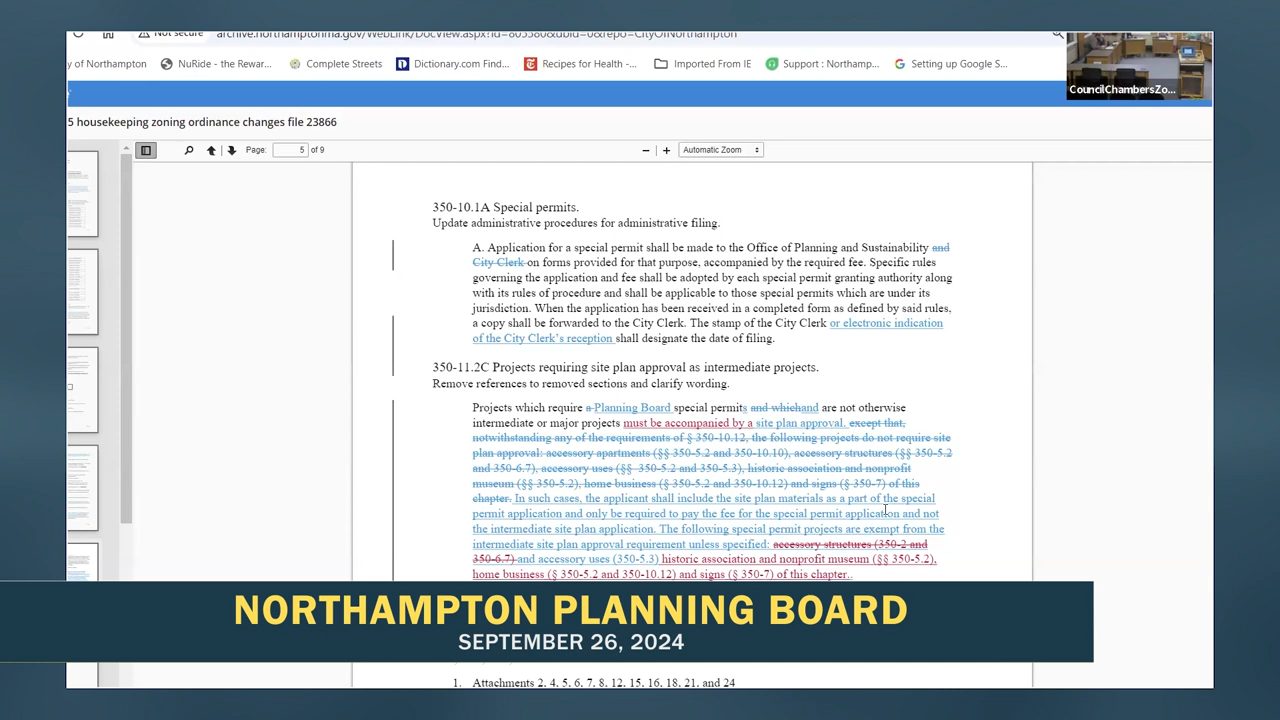 Not secure archive.northamptonma.gov/WebLink/DocView.aspx?id=805580&dbid=0&repo=CityOfNorthampton
y of Northampton NuRide - the Rewar... Complete Streets Dictionary.com Find... Recipes for Health -... Imported From IE Support : Northamp... Setting up Google S...
CouncilChambersZo...
5 housekeeping zoning ordinance changes file 23866
Page: 5 of 9 Automatic Zoom
350-10.1A Special permits.
Update administrative procedures for administrative filing.
A. Application for a special permit shall be made to the Office of Planning and Sustainability and
City Clerk on forms provided for that purpose, accompanied by the required fee. Specific rules
governing the application and fee shall be adopted by each special permit granting authority along
with its rules of procedure and shall be applicable to those special permits which are under its
jurisdiction. When the application has been received in a completed form as defined by said rules,
a copy shall be forwarded to the City Clerk. The stamp of the City Clerk or electronic indication
of the City Clerk's reception shall designate the date of filing.
350-11.2C Projects requiring site plan approval as intermediate projects.
Remove references to removed sections and clarify wording.
Projects which require a Planning Board special permits and whichand are not otherwise
intermediate or major projects must be accompanied by a site plan approval. except that,
notwithstanding any of the requirements of § 350-10.12, the following projects do not require site
plan approval: accessory apartments (§§ 350-5.2 and 350-10.10), accessory structures (§§ 350-5.2
and 350-6.7), accessory uses (§§ 350-5.2 and 350-5.3), historic association and nonprofit
museum (§§ 350-5.2), home business (§ 350-5.2 and 350-10.12) and signs (§ 350-7) of this
chapter. In such cases, the applicant shall include the site plan materials as a part of the special
permit application and only be required to pay the fee for the special permit application and not
the intermediate site plan application. The following special permit projects are exempt from the
intermediate site plan approval requirement unless specified: accessory structures (350-2 and
350-6.7) and accessory uses (350-5.3) historic association and nonprofit museum (§§ 350-5.2),
home business (§ 350-5.2 and 350-10.12) and signs (§ 350-7) of this chapter..
NORTHAMPTON PLANNING BOARD
SEPTEMBER 26, 2024
1. Attachments 2, 4, 5, 6, 7, 8, 12, 15, 16, 18, 21, and 24